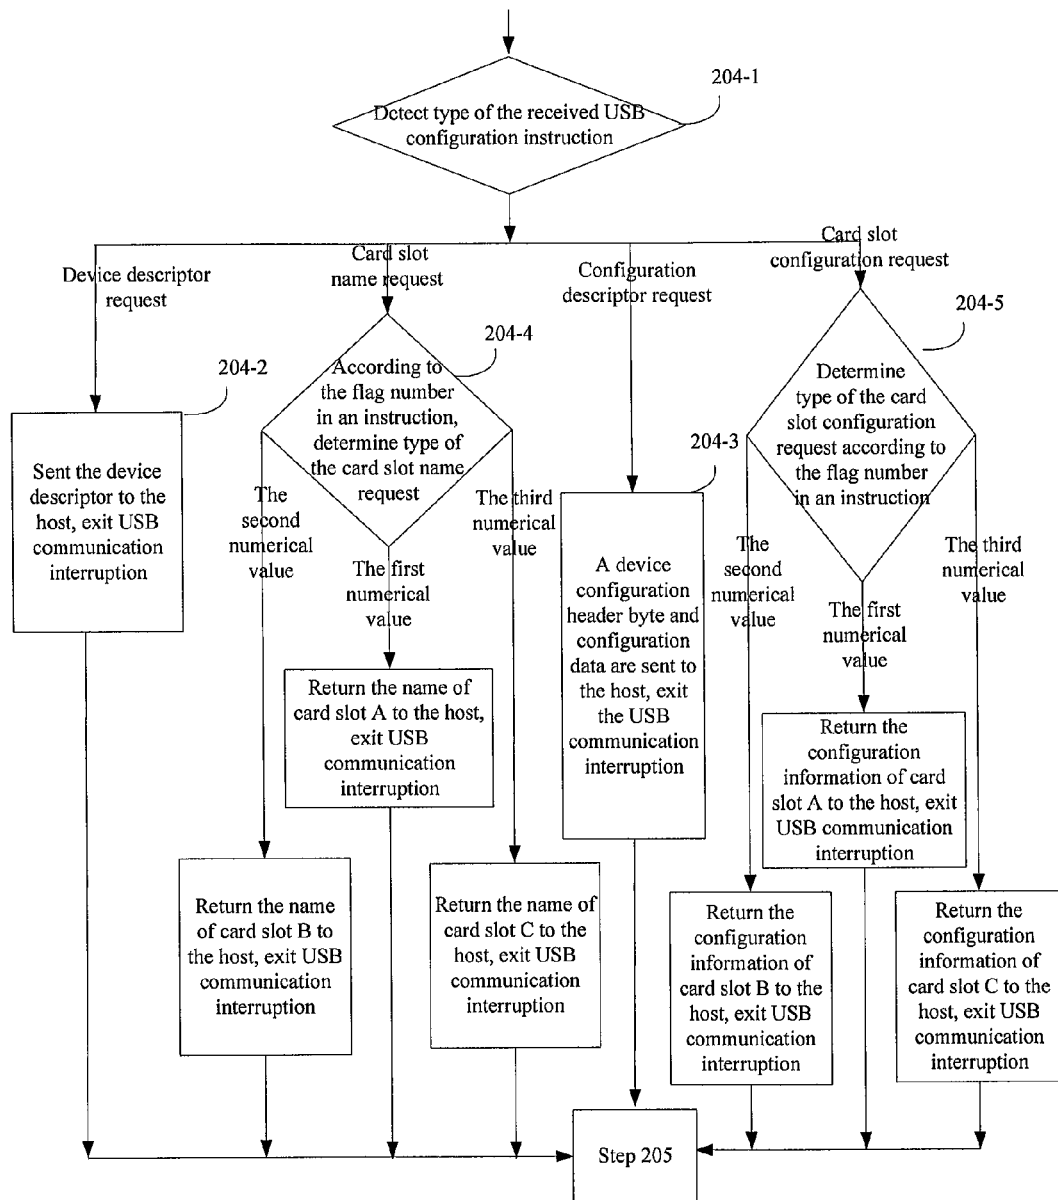 204-1
Detect type of the received USB
configuration instruction
Device descriptor
request
Card slot
name request
Configuration
descriptor request
Card slot
configuration request
204-2
Sent the device
descriptor to the
host, exit USB
communication
interruption
204-4
According to
the flag number
in an instruction,
determine type of
the card slot name
request
The
second
numerical
value
The first
numerical
value
The third
numerical
value
204-3
A device
configuration
header byte and
configuration
data are sent to
the host, exit
the USB
communication
interruption
204-5
Determine
type of the card
slot configuration
request according to
the flag number
in an instruction
The
second
numerical
value
The first
numerical
value
The third
numerical
value
Return the name of
card slot A to the host,
exit USB
communication
interruption
Return the
configuration
information of card
slot A to the host, exit
USB communication
interruption
Return the name
of card slot B to
the host, exit USB
communication
interruption
Return the name of
card slot C to the
host, exit USB
communication
interruption
Return the
configuration
information of
card slot B to the
host, exit USB
communication
interruption
Return the
configuration
information of
card slot C to the
host, exit USB
communication
interruption
Step 205